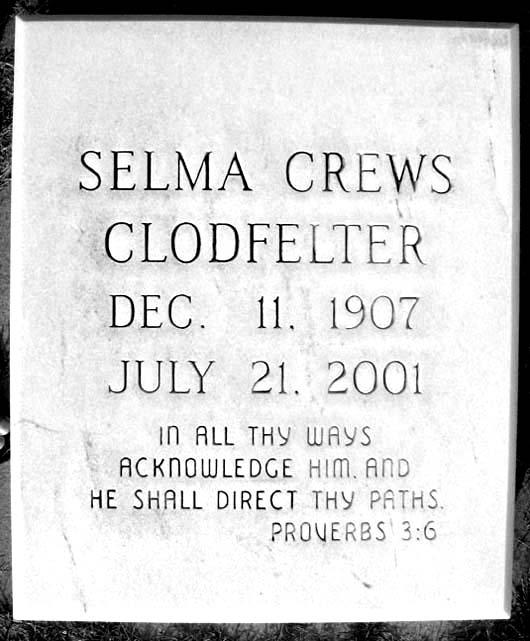 SELMA CREWS
CLODFELTER
DEC. 11, 1907
JULY 21, 2001
IN ALL THY WAYS
ACKNOWLEDGE HIM, AND
HE SHALL DIRECT THY PATHS.
PROVERBS 3:6